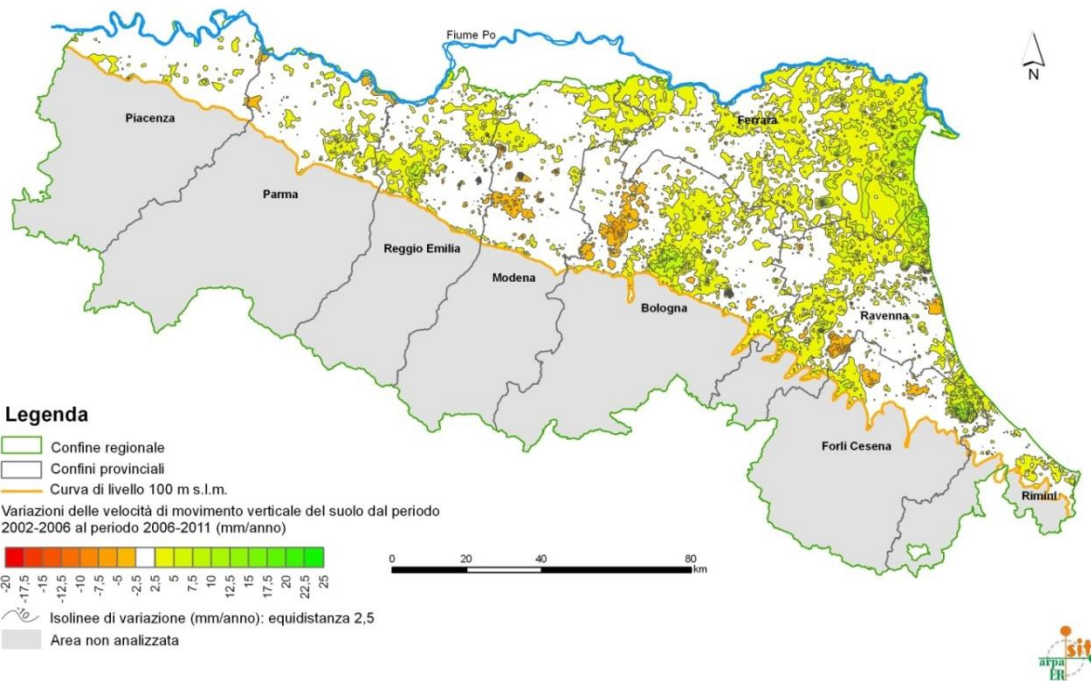 Fiume Po
N
Piacenza
Ferrara
Parma
Reggio Emilia
Modena
Bologna
Ravenna
Forlì Cesena
Rimini
Legenda
Confine regionale
Confini provinciali
Curva di livello 100 m s.l.m.
Variazioni delle velocità di movimento verticale del suolo dal periodo
2002-2006 al periodo 2006-2011 (mm/anno)
-20 -17,5 -15 -12,5 -10 -7,5 -5 -2,5 2,5 5 7,5 10 12,5 15 17,5 20 22,5 25
0 20 40 80
km
-10 Isolinee di variazione (mm/anno): equidistanza 2,5
Area non analizzata
arpa sit
ER